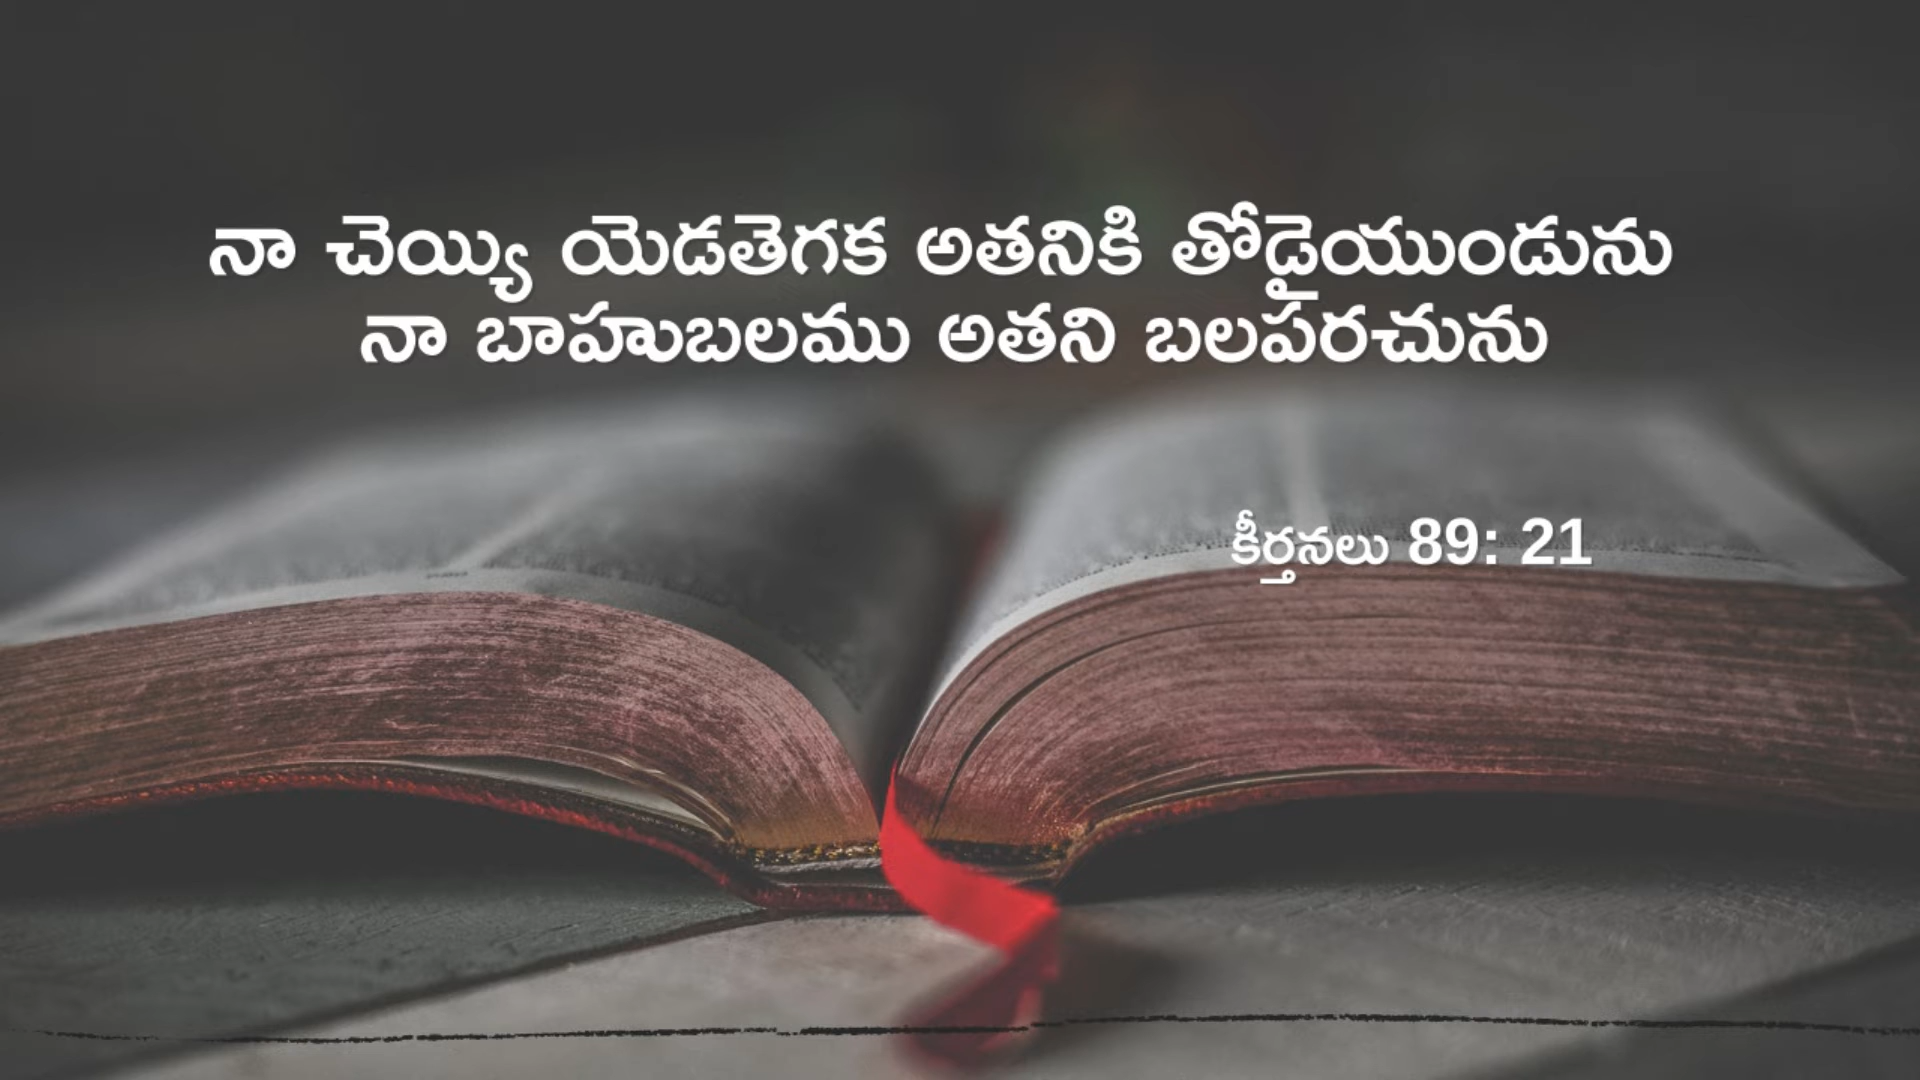 నా చెయ్యి యెడతెగక అతనికి తోడైయుండును
నా బాహుబలము అతని బలపరచును
కీర్తనలు 89: 21